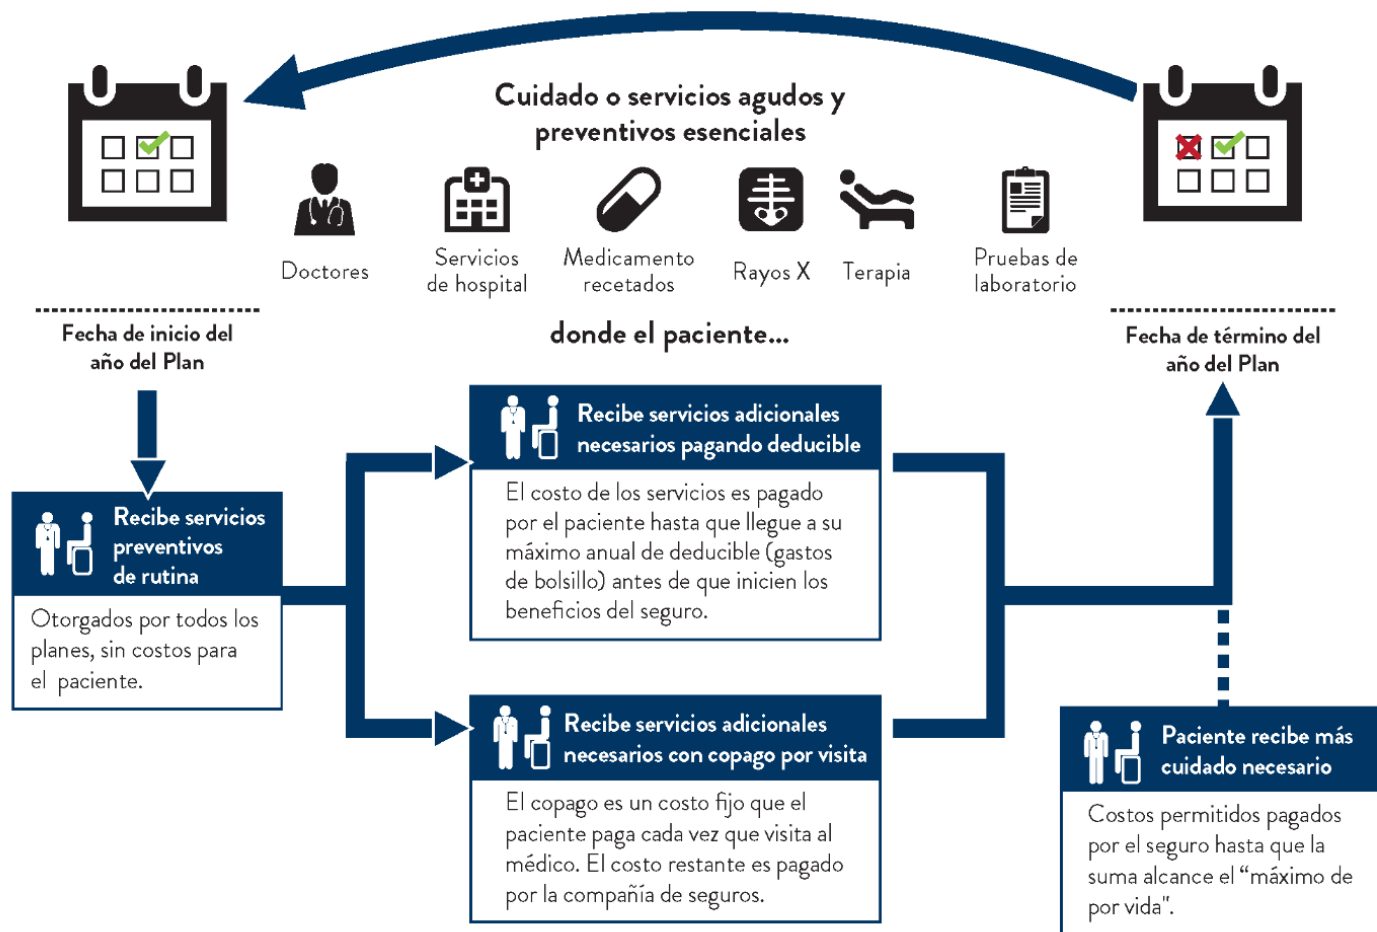 Cuidado o servicios agudos y
preventivos esenciales
Doctores
Servicios
de hospital
Medicamento
recetados
Rayos X
Terapia
Pruebas de
laboratorio
donde el paciente...
Fecha de inicio del
año del Plan
Fecha de término del
año del Plan
Recibe servicios
preventivos
de rutina
Otorgados por todos los
planes, sin costos para
el paciente.
Recibe servicios adicionales
necesarios pagando deducible
El costo de los servicios es pagado
por el paciente hasta que llegue a su
máximo anual de deducible (gastos
de bolsillo) antes de que inicien los
beneficios del seguro.
Recibe servicios adicionales
necesarios con copago por visita
El copago es un costo fijo que el
paciente paga cada vez que visita al
médico. El costo restante es pagado
por la compañía de seguros.
Paciente recibe más
cuidado necesario
Costos permitidos pagados
por el seguro hasta que la
suma alcance el “máximo de
por vida".